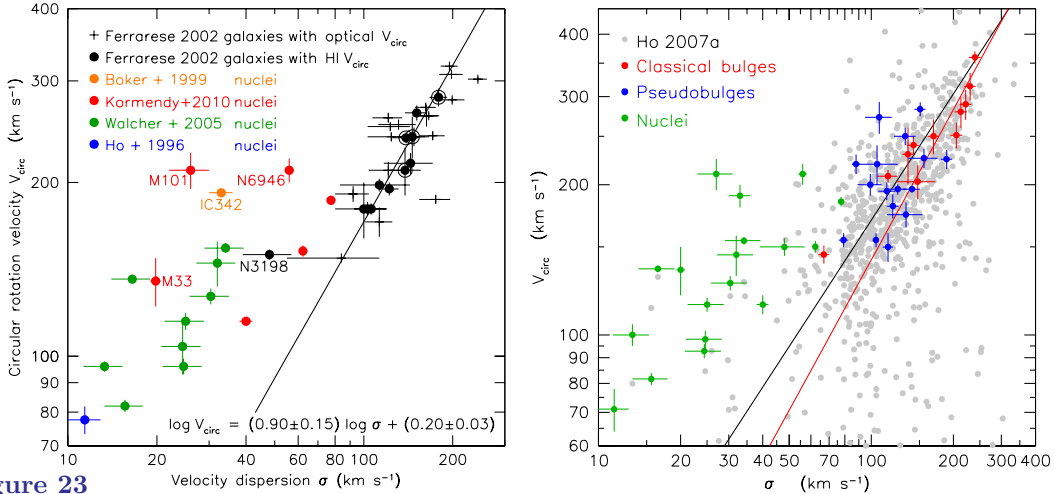 400
300
200
100
90
80
70
Circular rotation velocity V_circ (km s⁻¹)
Ferrarese 2002 galaxies with optical V_circ
Ferrarese 2002 galaxies with HI V_circ
Boker + 1999 nuclei
Kormendy+2010 nuclei
Walcher + 2005 nuclei
Ho + 1996 nuclei
M101
N6946
IC342
N3198
M33
log V_circ = (0.90±0.15) log σ + (0.20±0.03)
10 20 40 60 80 100 200
Velocity dispersion σ (km s⁻¹)
400
300
200
100
90
80
70
60
V_circ (km s⁻¹)
Ho 2007a
Classical bulges
Pseudobulges
Nuclei
10 20 30 40 50 70 100 200 300 400
σ (km s⁻¹)
gure 23